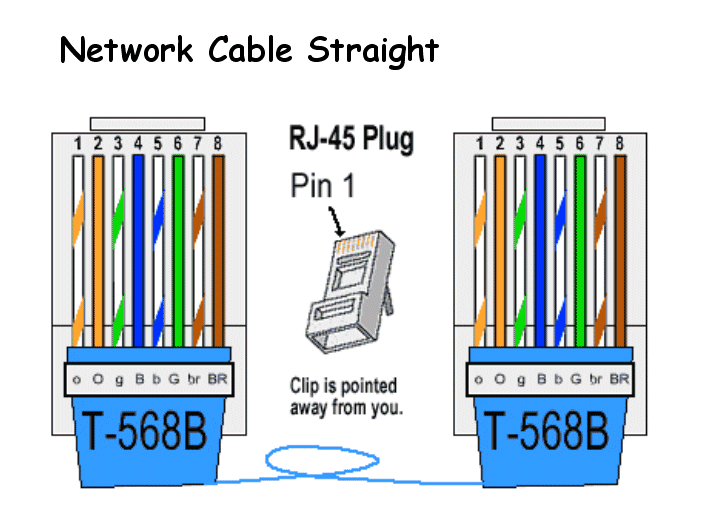 Network Cable Straight
1 2 3 4 5 6 7 8
o O g B b G br BR
T-568B
RJ-45 Plug
Pin 1
Clip is pointed
away from you.
1 2 3 4 5 6 7 8
o O g B b G br BR
T-568B